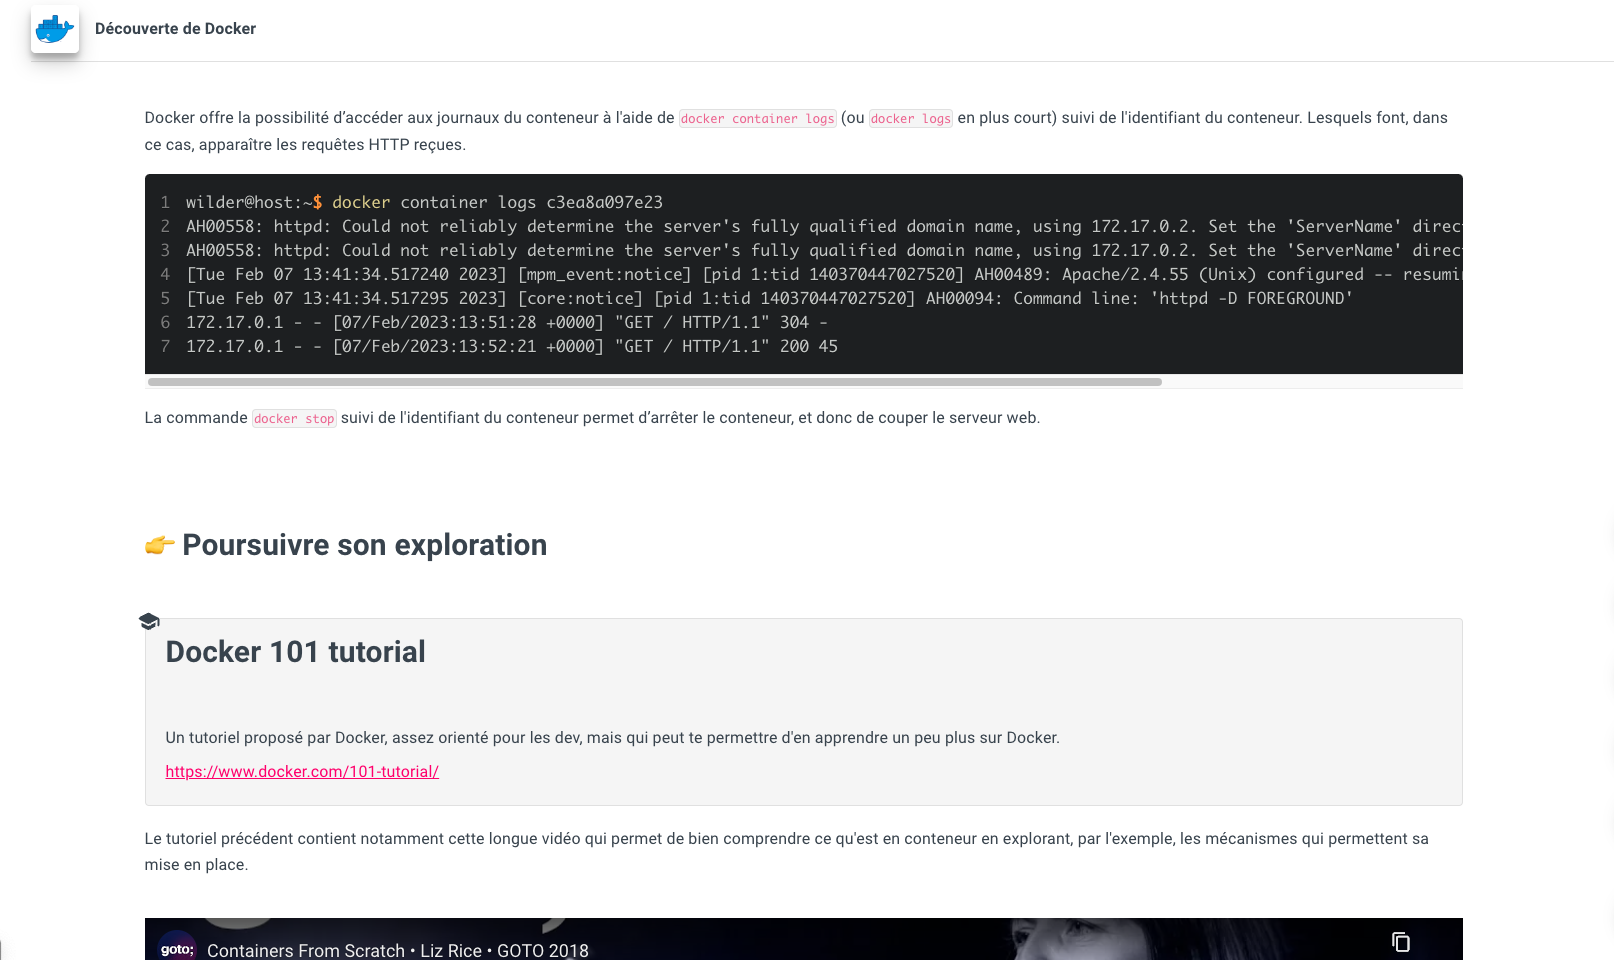 Découverte de Docker
Docker offre la possibilité d’accéder aux journaux du conteneur à l'aide de docker container logs (ou docker logs en plus court) suivi de l'identifiant du conteneur. Lesquels font, dans
ce cas, apparaître les requêtes HTTP reçues.
1 wilder@host:~$ docker container logs c3ea8a097e23
2 AH00558: httpd: Could not reliably determine the server's fully qualified domain name, using 172.17.0.2. Set the 'ServerName' direc
3 AH00558: httpd: Could not reliably determine the server's fully qualified domain name, using 172.17.0.2. Set the 'ServerName' direc
4 [Tue Feb 07 13:41:34.517240 2023] [mpm_event:notice] [pid 1:tid 140370447027520] AH00489: Apache/2.4.55 (Unix) configured -- resumi
5 [Tue Feb 07 13:41:34.517295 2023] [core:notice] [pid 1:tid 140370447027520] AH00094: Command line: 'httpd -D FOREGROUND'
6 172.17.0.1 - - [07/Feb/2023:13:51:28 +0000] "GET / HTTP/1.1" 304 -
7 172.17.0.1 - - [07/Feb/2023:13:52:21 +0000] "GET / HTTP/1.1" 200 45
La commande docker stop suivi de l'identifiant du conteneur permet d’arrêter le conteneur, et donc de couper le serveur web.
👉 Poursuivre son exploration
Docker 101 tutorial
Un tutoriel proposé par Docker, assez orienté pour les dev, mais qui peut te permettre d'en apprendre un peu plus sur Docker.
https://www.docker.com/101-tutorial/
Le tutoriel précédent contient notamment cette longue vidéo qui permet de bien comprendre ce qu'est en conteneur en explorant, par l'exemple, les mécanismes qui permettent sa
mise en place.
goto; Containers From Scratch • Liz Rice • GOTO 2018